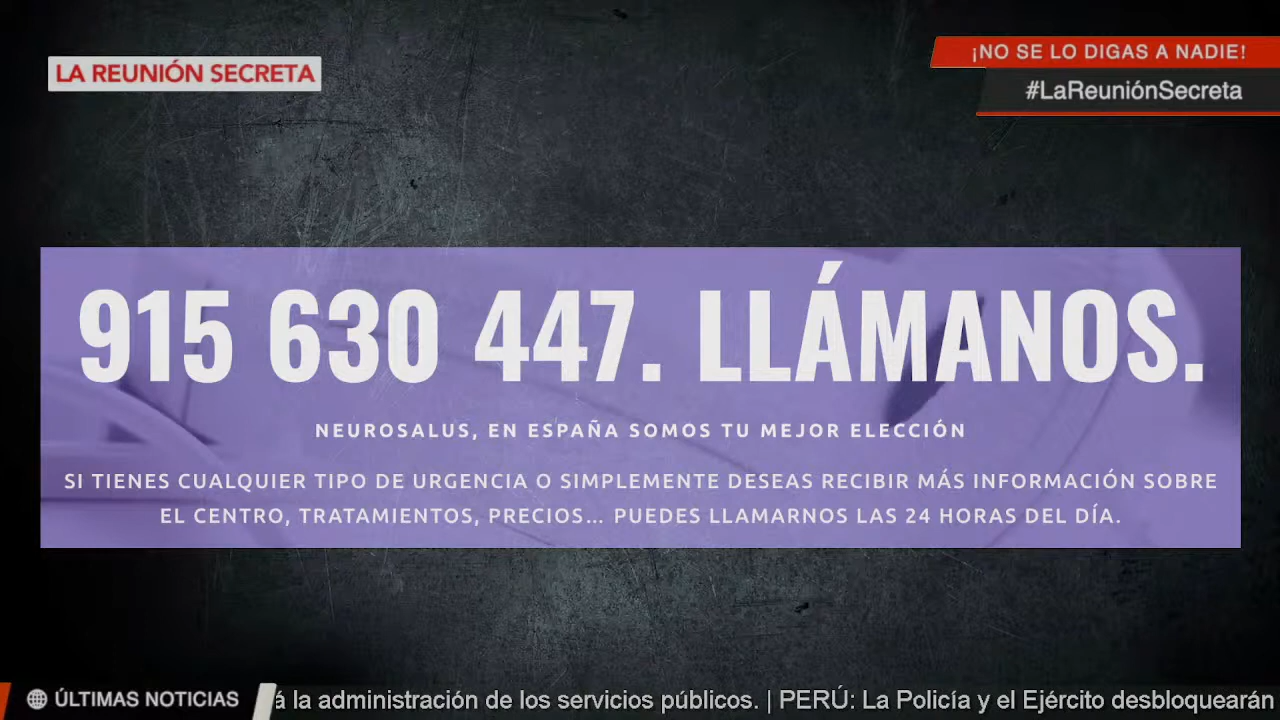 LA REUNIÓN SECRETA
¡NO SE LO DIGAS A NADIE!
#LaReuniónSecreta
915 630 447. LLÁMANOS.
NEUROSALUS, EN ESPAÑA SOMOS TU MEJOR ELECCIÓN
SI TIENES CUALQUIER TIPO DE URGENCIA O SIMPLEMENTE DESEAS RECIBIR MÁS INFORMACIÓN SOBRE
EL CENTRO, TRATAMIENTOS, PRECIOS... PUEDES LLAMARNOS LAS 24 HORAS DEL DÍA.
ÚLTIMAS NOTICIAS
á la administración de los servicios públicos. | PERÚ: La Policía y el Ejército desbloquearán